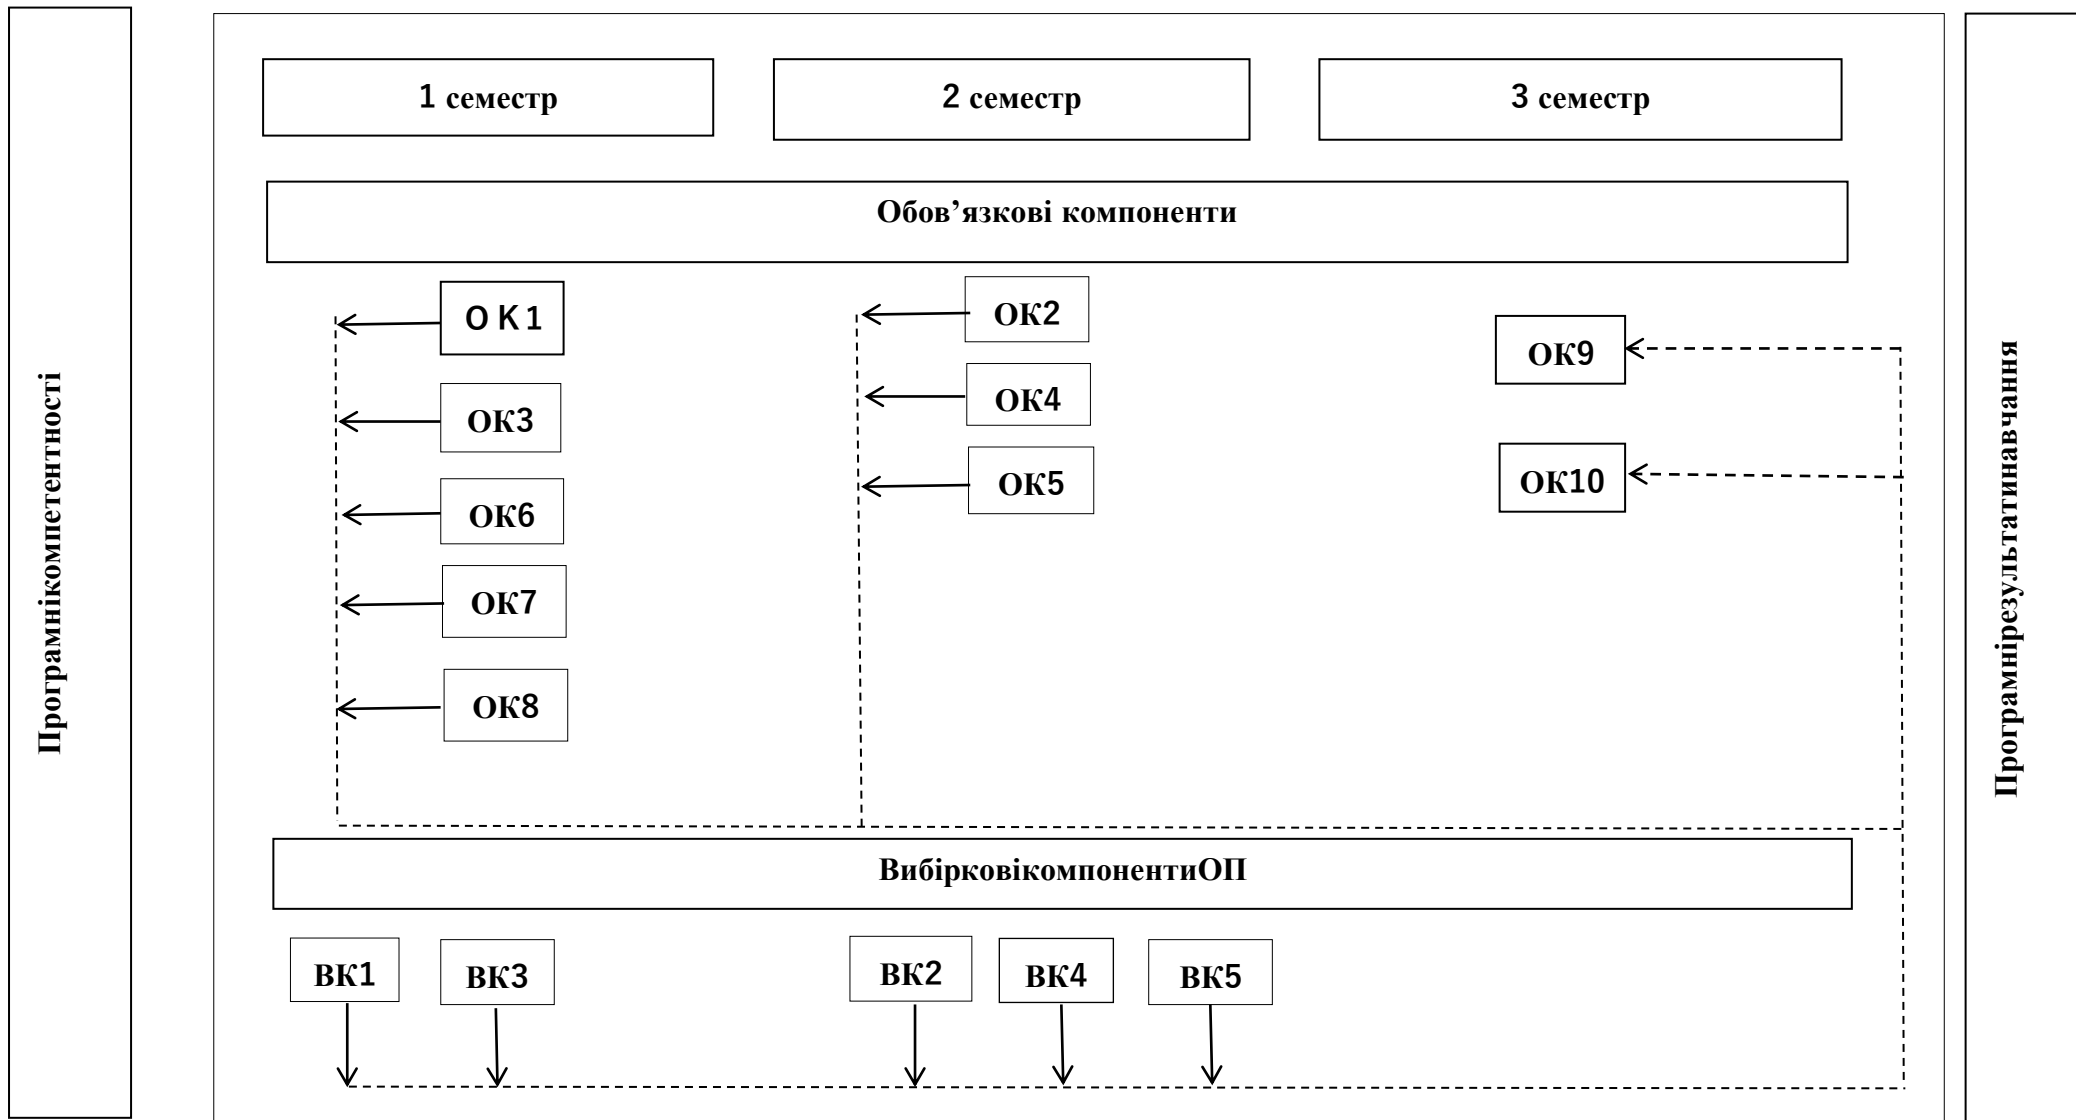 Програмнікомпетентності
1 семестр
2 семестр
3 семестр
Обов’язкові компоненти
О К1
ОК2
ОК9
ОК3
ОК4
ОК5
ОК10
ОК6
ОК7
ОК8
ВибірковікомпонентиОП
ВК1
ВК3
ВК2
ВК4
ВК5
Програмнірезультатинавчання